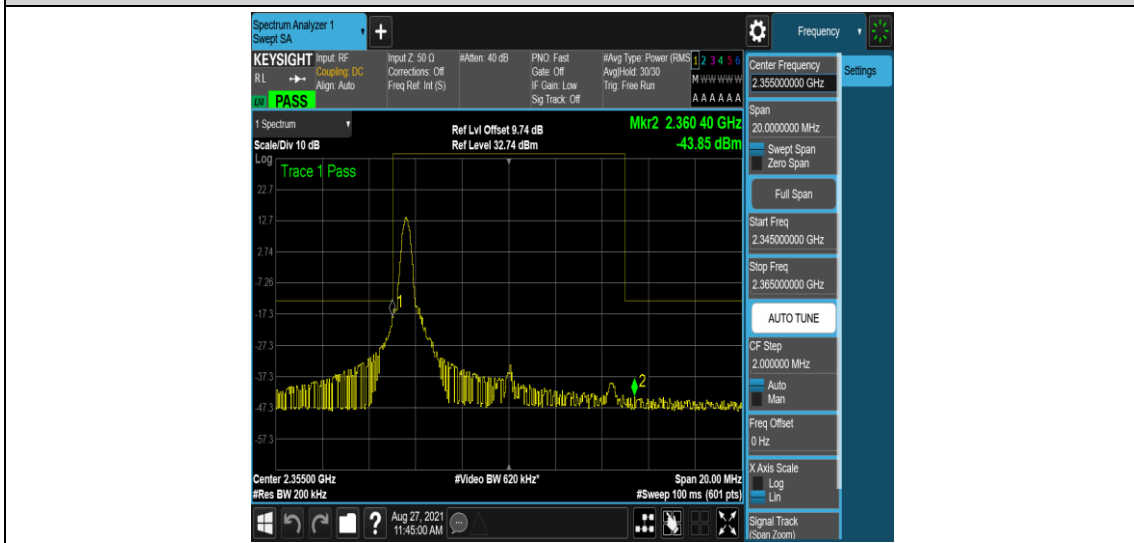 Spectrum Analyzer 1
Swept SA
+
Frequency
KEYSIGHT
RL
LXI
PASS
Input: RF
Coupling: DC
Align: Auto
Input Z: 50 Ω
Corrections: Off
Freq Ref: Int (S)
#Atten: 40 dB
PNO: Fast
Gate: Off
IF Gain: Low
Sig Track: Off
#Avg Type: Power (RMS
Avg|Hold: 30/30
Trig: Free Run
1 2 3 4 5 6
M W W W W W
A A A A A A
Center Frequency
2.355000000 GHz
Settings
1 Spectrum
Scale/Div 10 dB
Ref Lvl Offset 9.74 dB
Ref Level 32.74 dBm
Mkr2 2.360 40 GHz
-43.85 dBm
Log
Trace 1 Pass
22.7
12.7
2.74
-7.26
-17.3
-27.3
-37.3
-47.3
-57.3
1
2
Span
20.0000000 MHz
Swept Span
Zero Span
Full Span
Start Freq
2.345000000 GHz
Stop Freq
2.365000000 GHz
AUTO TUNE
CF Step
2.000000 MHz
Auto
Man
Freq Offset
0 Hz
X Axis Scale
Log
Lin
Signal Track
(Span Zoom)
Center 2.35500 GHz
#Res BW 200 kHz
#Video BW 620 kHz*
Span 20.00 MHz
#Sweep 100 ms (601 pts)
?
Aug 27, 2021
11:45:00 AM